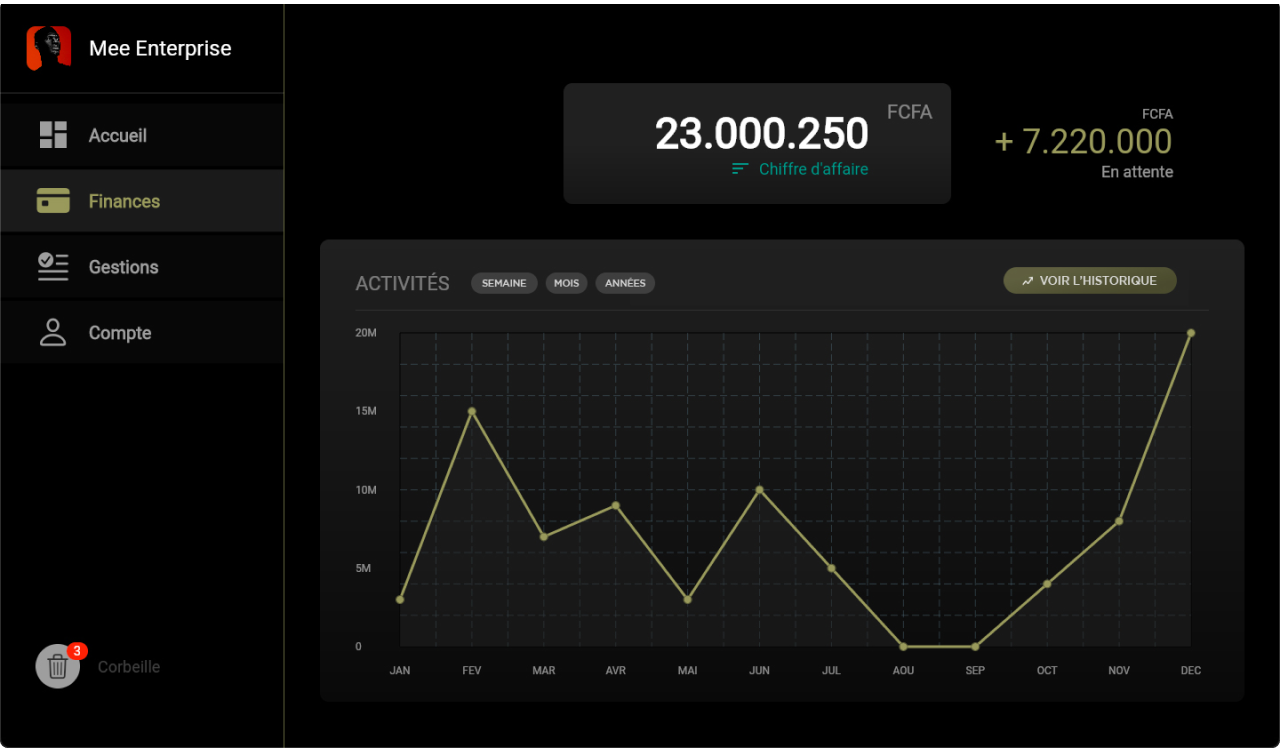 Mee Enterprise
Accueil
Finances
Gestions
Compte
3
Corbeille
FCFA
23.000.250
Chiffre d'affaire
FCFA
+ 7.220.000
En attente
ACTIVITÉS SEMAINE MOIS ANNÉES VOIR L'HISTORIQUE
20M
15M
10M
5M
0
JAN FEV MAR AVR MAI JUN JUL AOU SEP OCT NOV DEC